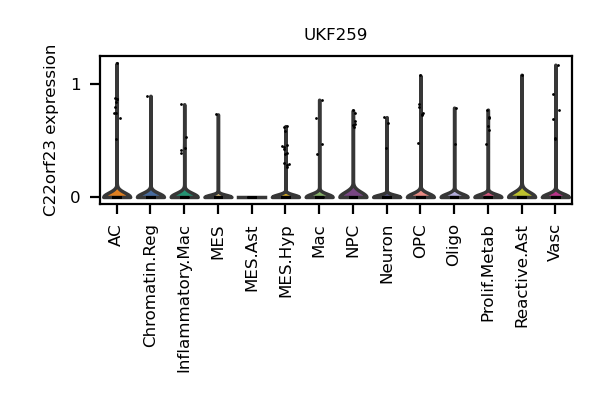 UKF259
C22orf23 expression
1
0
AC
Chromatin.Reg
Inflammatory.Mac
MES
MES.Ast
MES.Hyp
Mac
NPC
Neuron
OPC
Oligo
Prolif.Metab
Reactive.Ast
Vasc